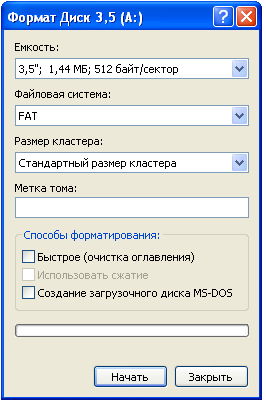 Формат Диск 3,5 (A:)
Емкость:
3,5"; 1,44 МБ; 512 байт/сектор
Файловая система:
FAT
Размер кластера:
Стандартный размер кластера
Метка тома:
Способы форматирования:
Быстрое (очистка оглавления)
Использовать сжатие
Создание загрузочного диска MS-DOS
Начать Закрыть